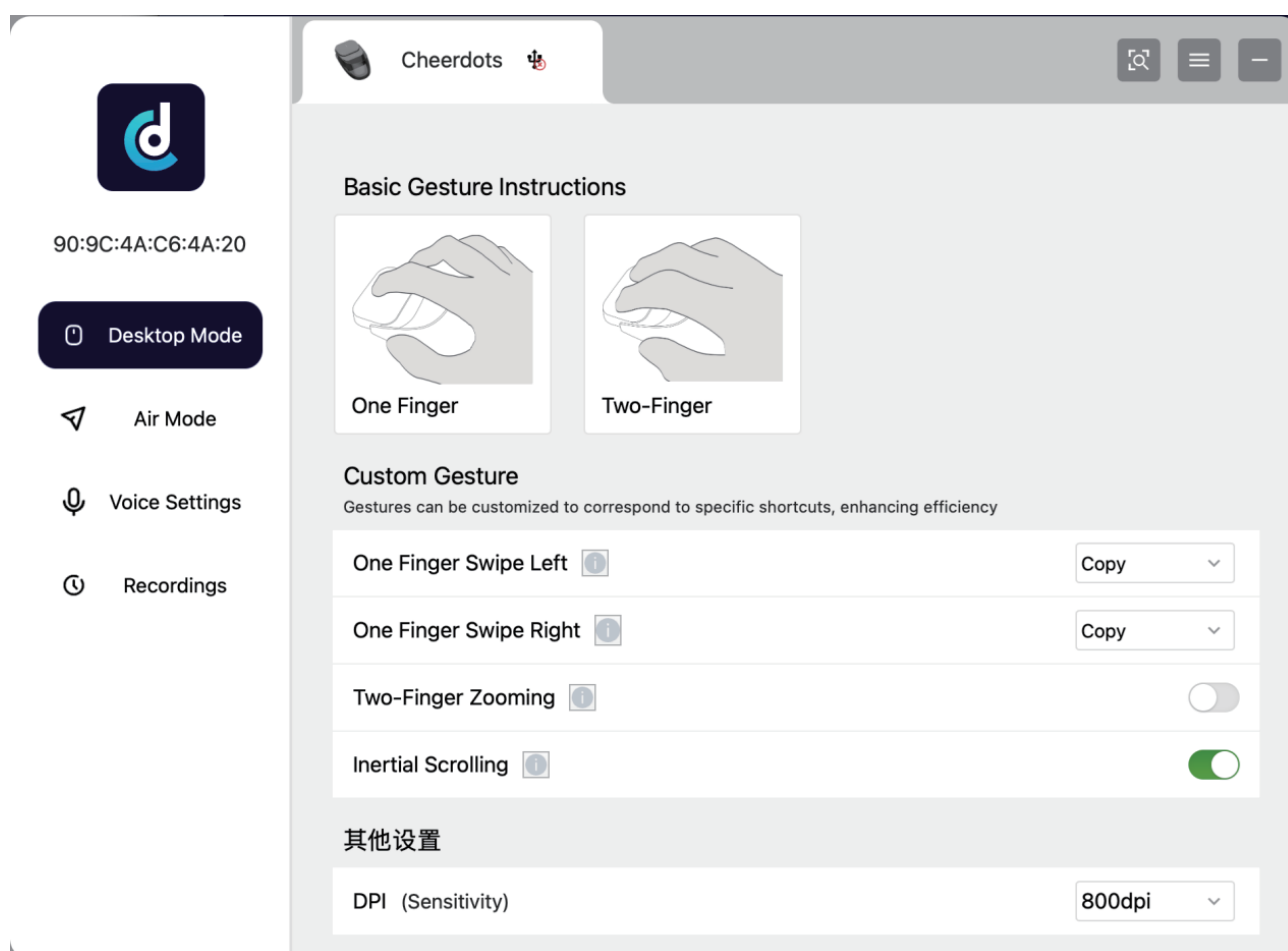 Cheerdots
90:9C:4A:C6:4A:20
Desktop Mode
Air Mode
Voice Settings
Recordings
Basic Gesture Instructions
One Finger
Two-Finger
Custom Gesture
Gestures can be customized to correspond to specific shortcuts, enhancing efficiency
One Finger Swipe Left Copy
One Finger Swipe Right Copy
Two-Finger Zooming
Inertial Scrolling
其他设置
DPI (Sensitivity) 800dpi